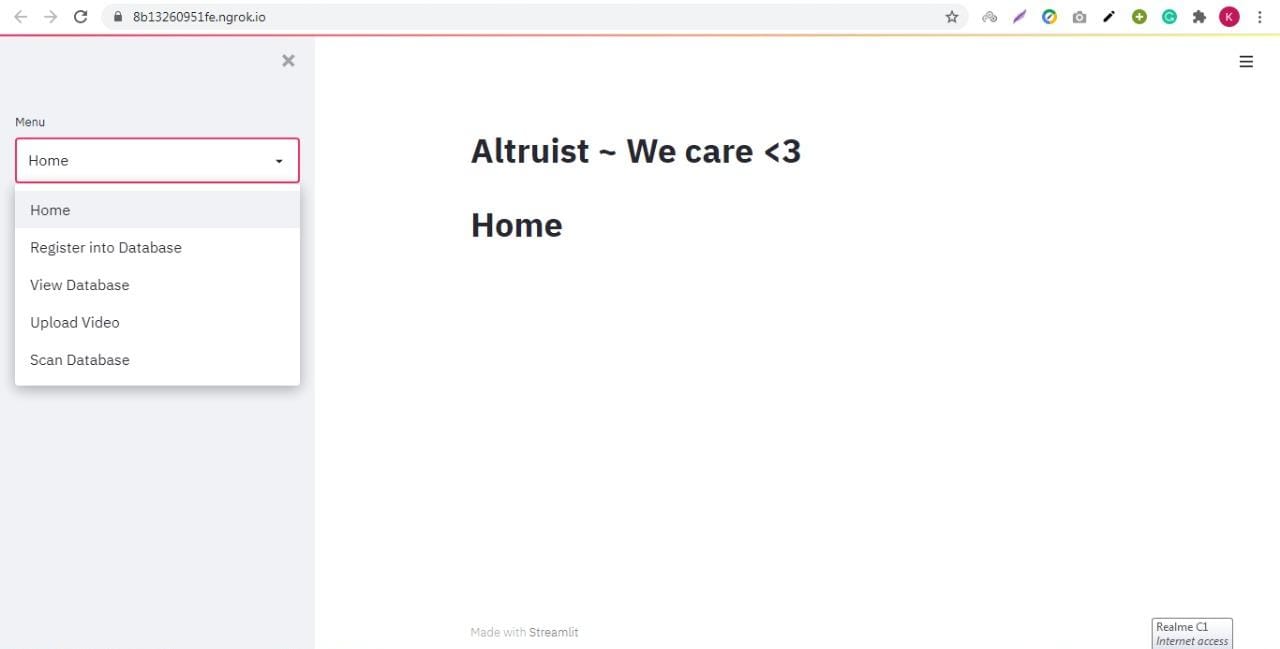 8b13260951fe.ngrok.io
K
Menu
Home
Home
Register into Database
View Database
Upload Video
Scan Database
Altruist ~ We care <3
Home
Made with Streamlit
Realme C1
Internet access